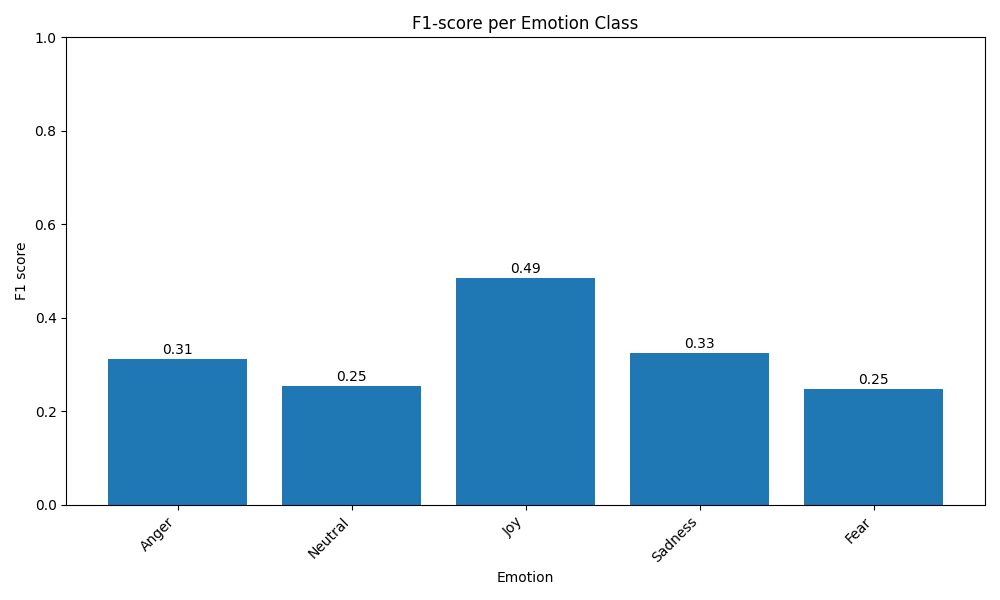 F1-score per Emotion Class
1.0
0.8
0.6
0.4
0.2
0.0
F1 score
0.31
0.25
0.49
0.33
0.25
Anger
Neutral
Joy
Sadness
Fear
Emotion